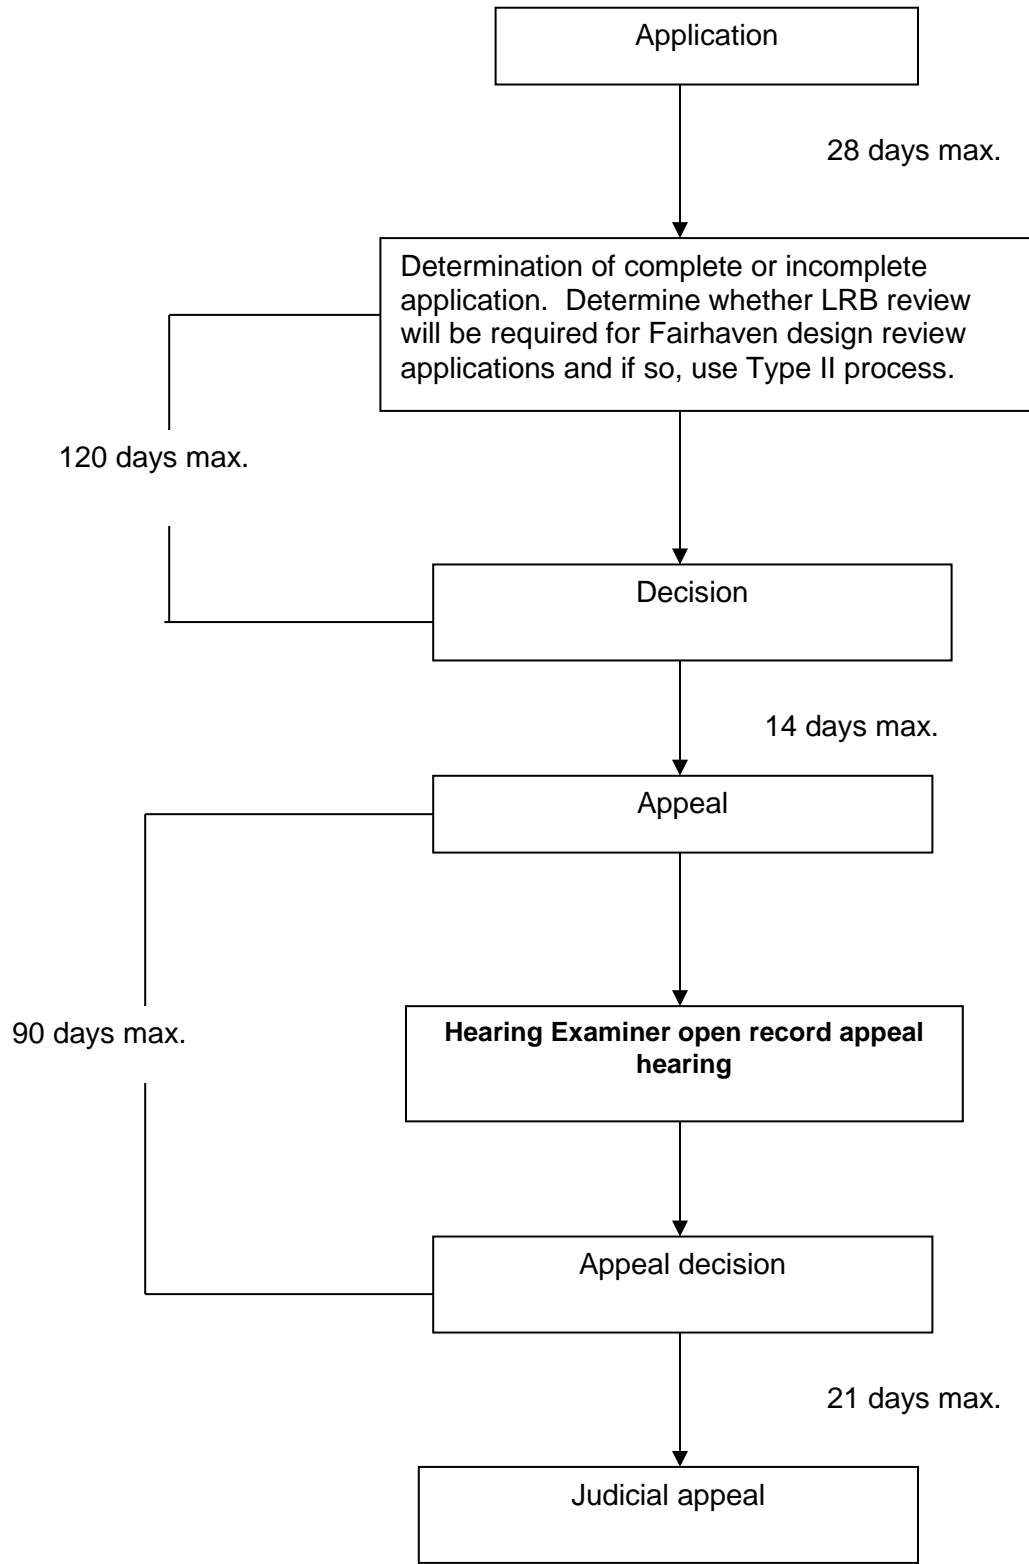 Application
28 days max.
Determination of complete or incomplete
application.  Determine whether LRB review
will be required for Fairhaven design review
applications and if so, use Type II process.
120 days max.
Decision
14 days max.
Appeal
90 days max.
Hearing Examiner open record appeal
hearing
Appeal decision
21 days max.
Judicial appeal